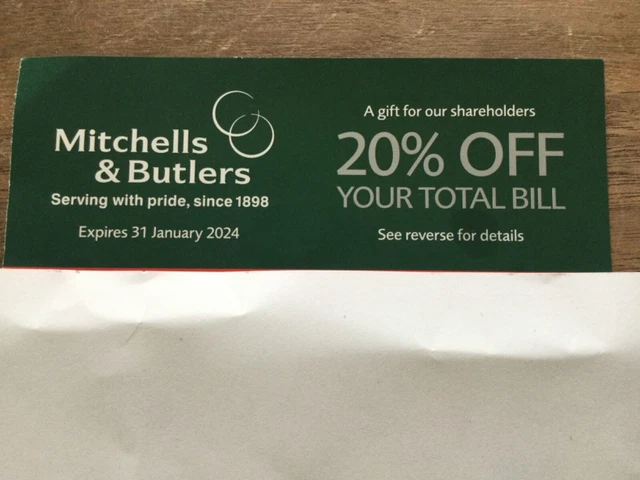 Mitchells
& Butlers
Serving with pride, since 1898
Expires 31 January 2024
A gift for our shareholders
20% OFF
YOUR TOTAL BILL
See reverse for details